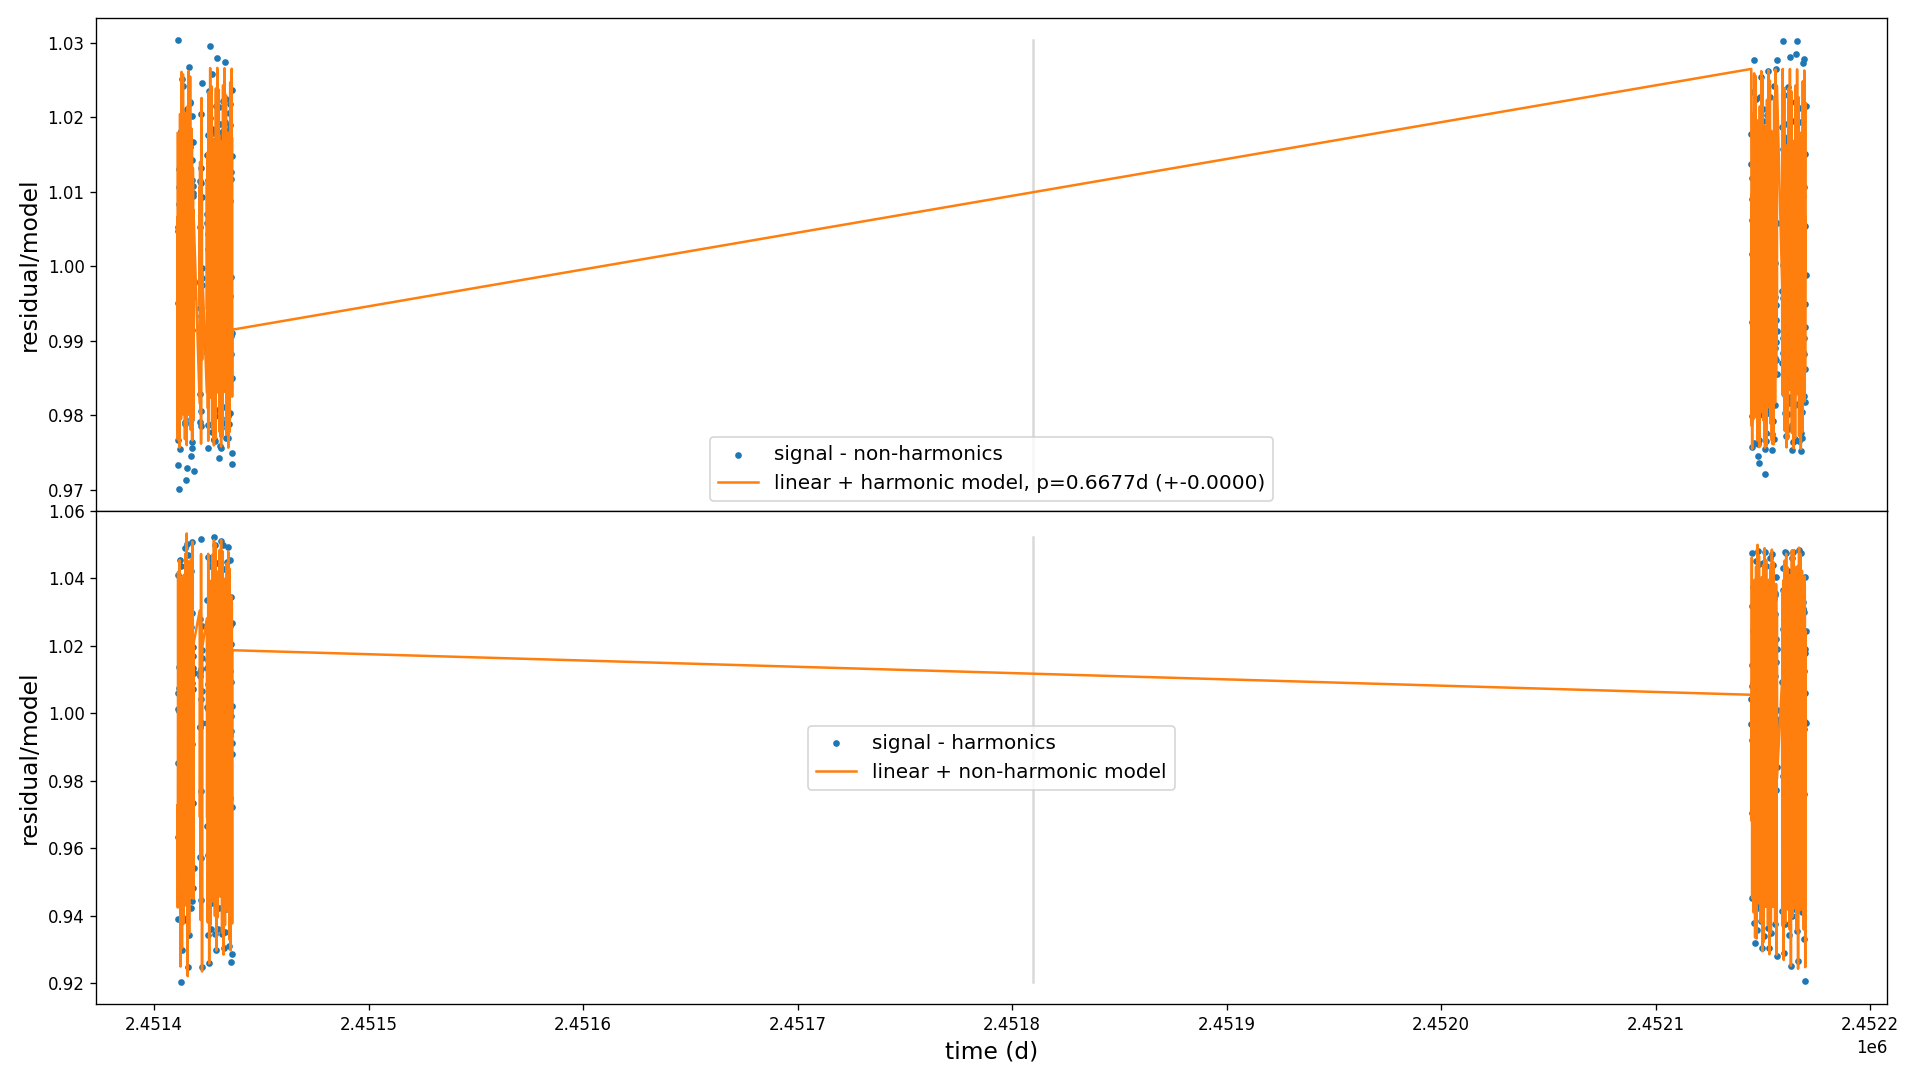 1.03
1.02
1.01
1.00
0.99
0.98
0.97
residual/model
signal - non-harmonics
linear + harmonic model, p=0.6677d (+-0.0000)
1.06
1.04
1.02
1.00
0.98
0.96
0.94
0.92
residual/model
signal - harmonics
linear + non-harmonic model
2.4514 2.4515 2.4516 2.4517 2.4518 2.4519 2.4520 2.4521 2.4522
1e6
time (d)